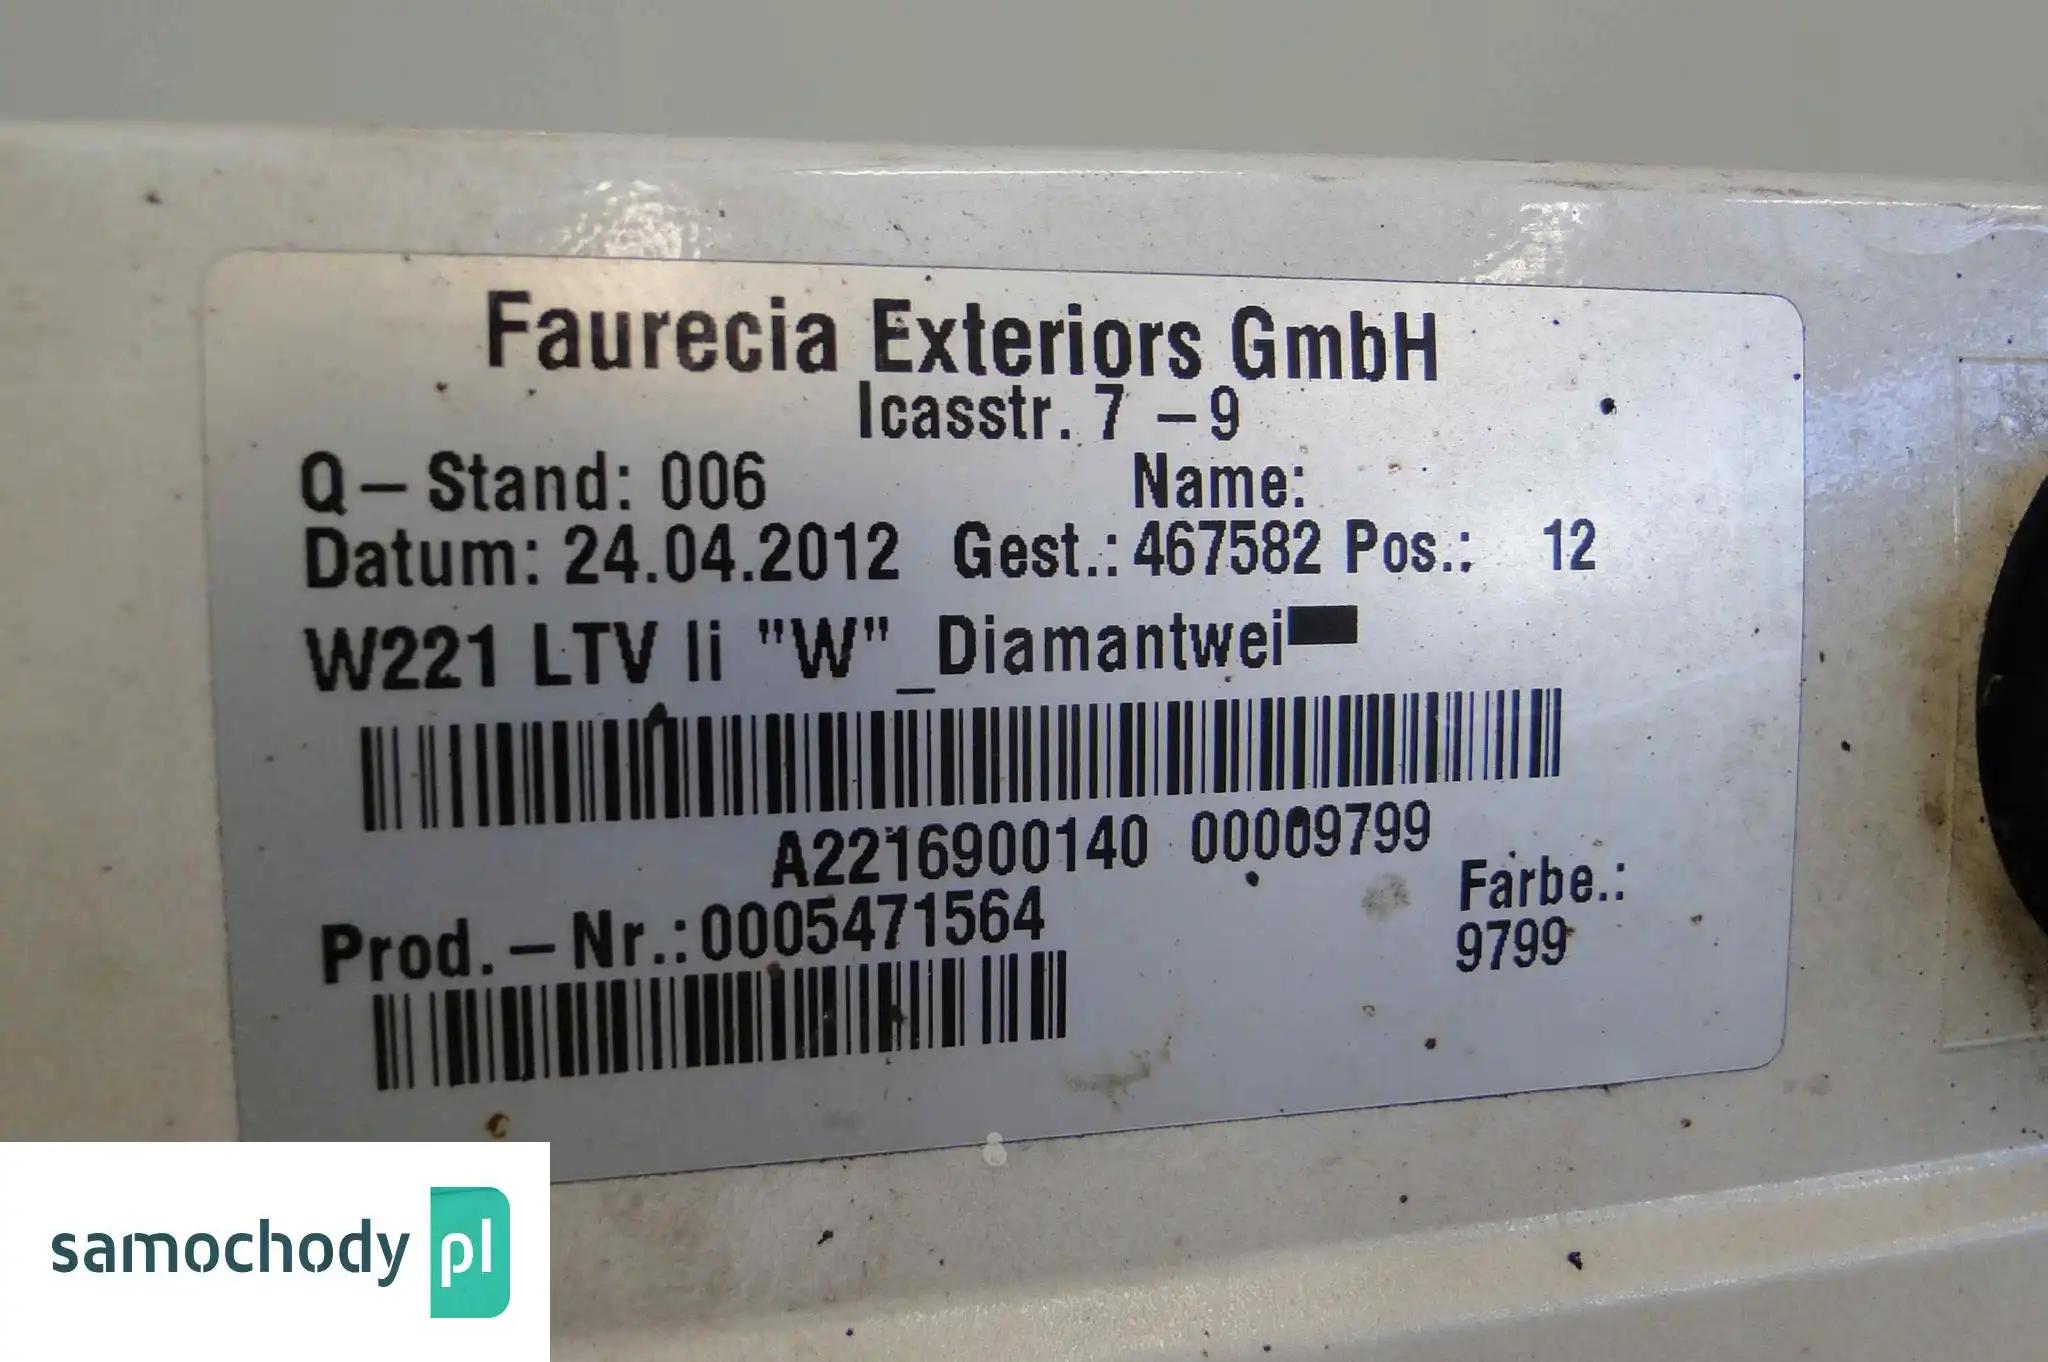 Faurecia Exteriors GmbH
Icasstr. 7 -9
Q-Stand: 006 Name:
Datum: 24.04.2012 Gest.: 467582 Pos.: 12
W221 LTV li "W" _Diamantwei
A2216900140 00009799
Prod.-Nr.:0005471564 Farbe.:
9799
samochody pl